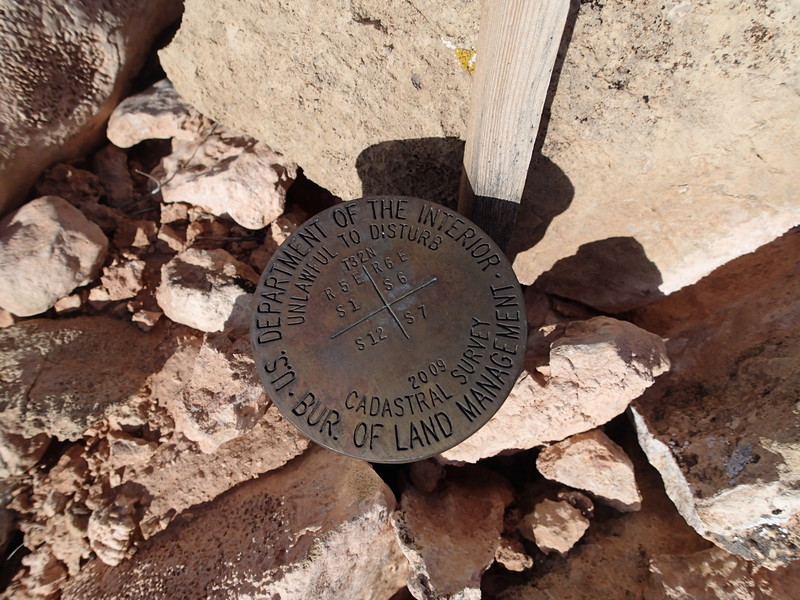 U.S. DEPARTMENT OF THE INTERIOR
UNLAWFUL TO DISTURB
T32N
R5E R6E
S1 S6
S12 S7
2009
CADASTRAL SURVEY
BUR. OF LAND MANAGEMENT